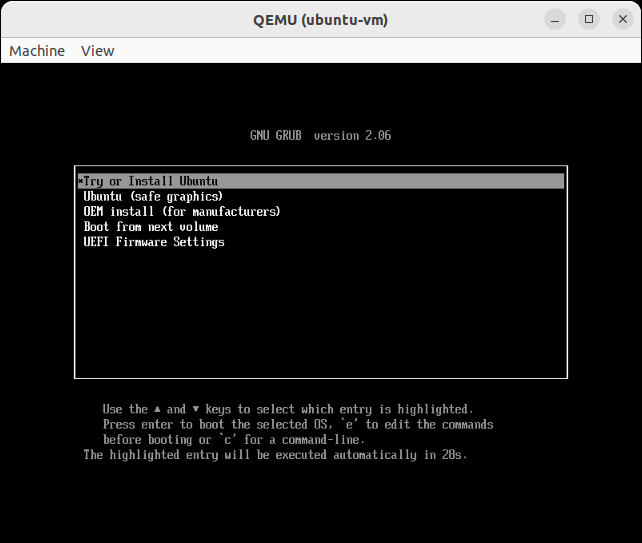 QEMU (ubuntu-vm)
Machine View
GNU GRUB  version 2.06
*Try or Install Ubuntu
Ubuntu (safe graphics)
OEM install (for manufacturers)
Boot from next volume
UEFI Firmware Settings
Use the ▲ and ▼ keys to select which entry is highlighted.
Press enter to boot the selected OS, `e' to edit the commands
before booting or `c' for a command-line.
The highlighted entry will be executed automatically in 28s.